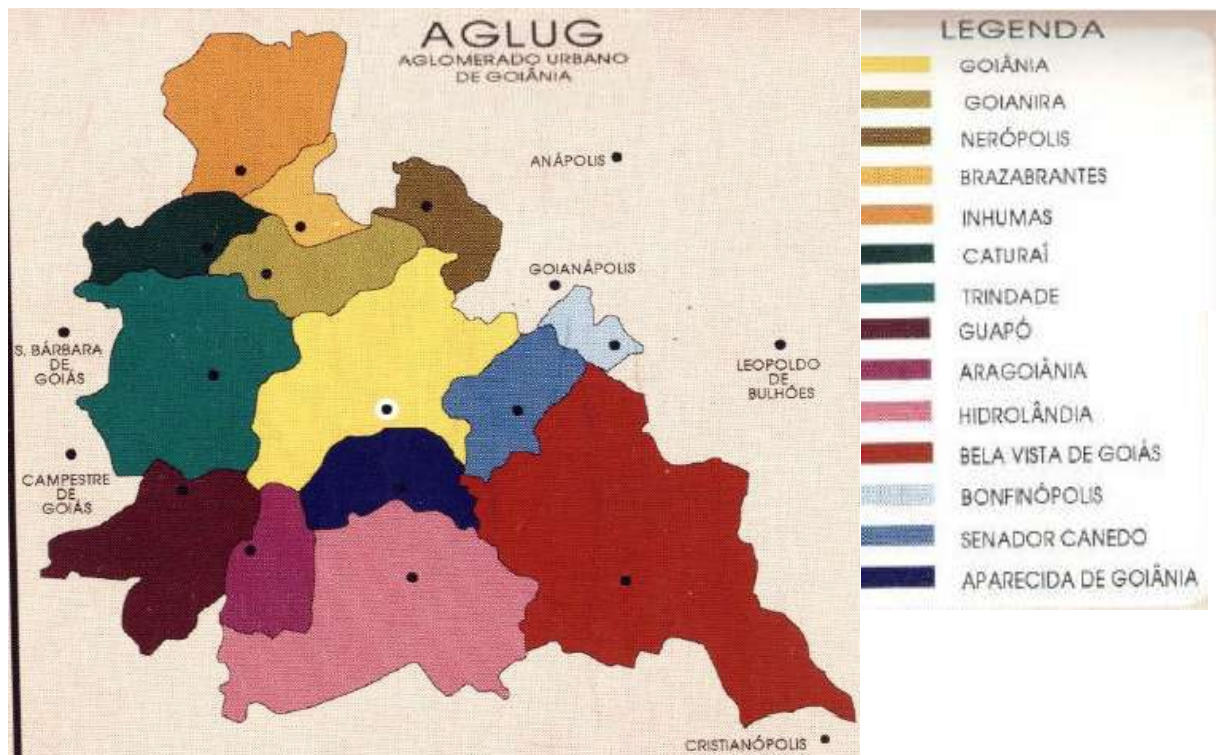 AGLUG
AGLOMERADO URBANO
DE GOIÂNIA
ANÁPOLIS
GOIANÁPOLIS
S. BÁRBARA
DE
GOIÁS
LEOPOLDO
DE
BULHÕES
CAMPESTRE
DE
GOIÁS
CRISTIANÓPOLIS
LEGENDA
GOIÂNIA
GOIANIRA
NERÓPOLIS
BRAZABRANTES
INHUMAS
CATURAÍ
TRINDADE
GUAPÓ
ARAGOIÂNIA
HIDROLÂNDIA
BELA VISTA DE GOIÁS
BONFINÓPOLIS
SENADOR CANEDO
APARECIDA DE GOIÂNIA